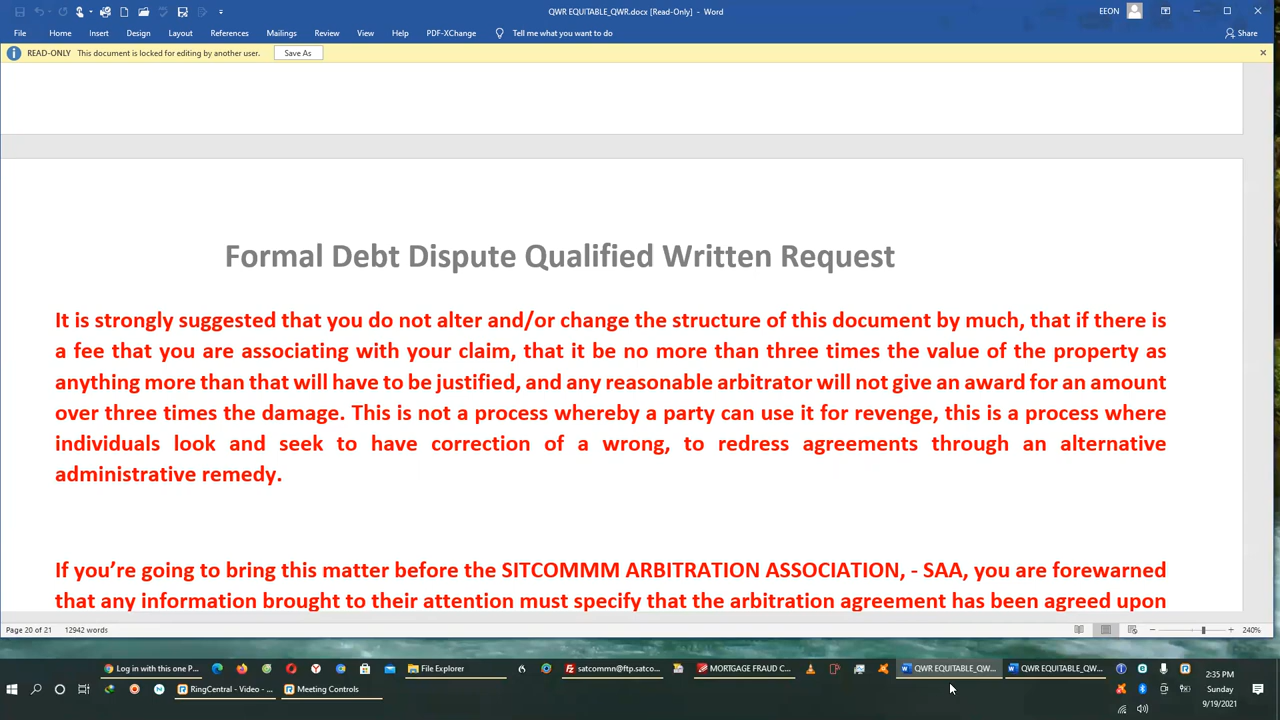 QWR EQUITABLE_QWR.docx [Read-Only] - Word
EEON
File Home Insert Design Layout References Mailings Review View Help PDF-XChange Tell me what you want to do Share
READ-ONLY This document is locked for editing by another user. Save As
Formal Debt Dispute Qualified Written Request
It is strongly suggested that you do not alter and/or change the structure of this document by much, that if there is
a fee that you are associating with your claim, that it be no more than three times the value of the property as
anything more than that will have to be justified, and any reasonable arbitrator will not give an award for an amount
over three times the damage. This is not a process whereby a party can use it for revenge, this is a process where
individuals look and seek to have correction of a wrong, to redress agreements through an alternative
administrative remedy.
If you’re going to bring this matter before the SITCOMMM ARBITRATION ASSOCIATION, - SAA, you are forewarned
that any information brought to their attention must specify that the arbitration agreement has been agreed upon
Page 20 of 21 12942 words 240%
Log in with this one P... File Explorer satcommn@ftp.satco... MORTGAGE FRAUD C... QWR EQUITABLE_QW... QWR EQUITABLE_QW... 2:35 PM
RingCentral - Video - ... Meeting Controls Sunday
9/19/2021